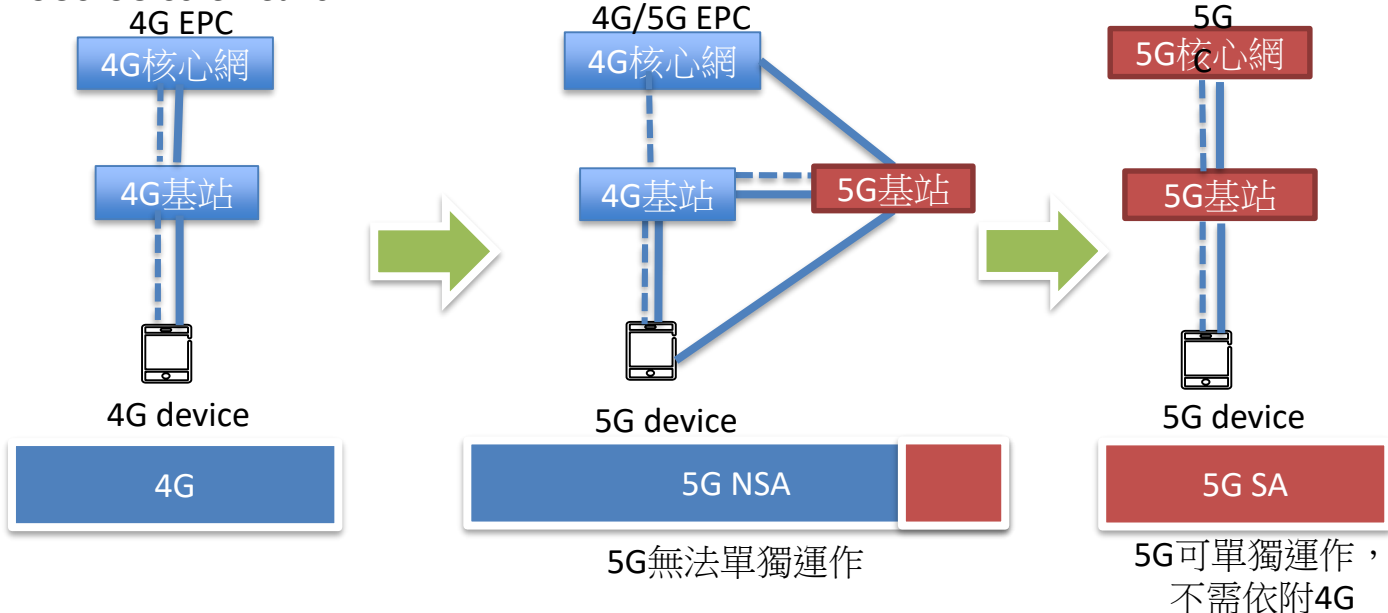 4G EPC
4G核心網
4G基站
4G device
4G
4G/5G EPC
4G核心網
4G基站
5G基站
5G device
5G NSA
5G無法單獨運作
5G
C
5G核心網
5G基站
5G device
5G SA
5G可單獨運作，
不需依附4G